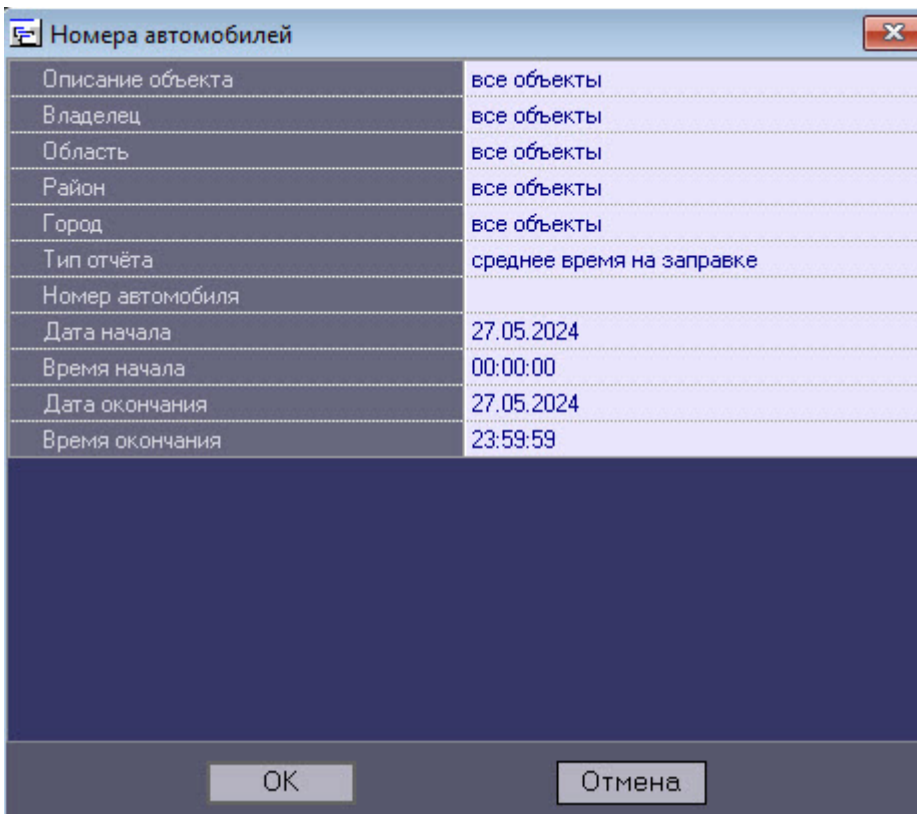 Номера автомобилей
Описание объекта все объекты
Владелец все объекты
Область все объекты
Район все объекты
Город все объекты
Тип отчёта среднее время на заправке
Номер автомобиля
Дата начала 27.05.2024
Время начала 00:00:00
Дата окончания 27.05.2024
Время окончания 23:59:59
OK Отмена